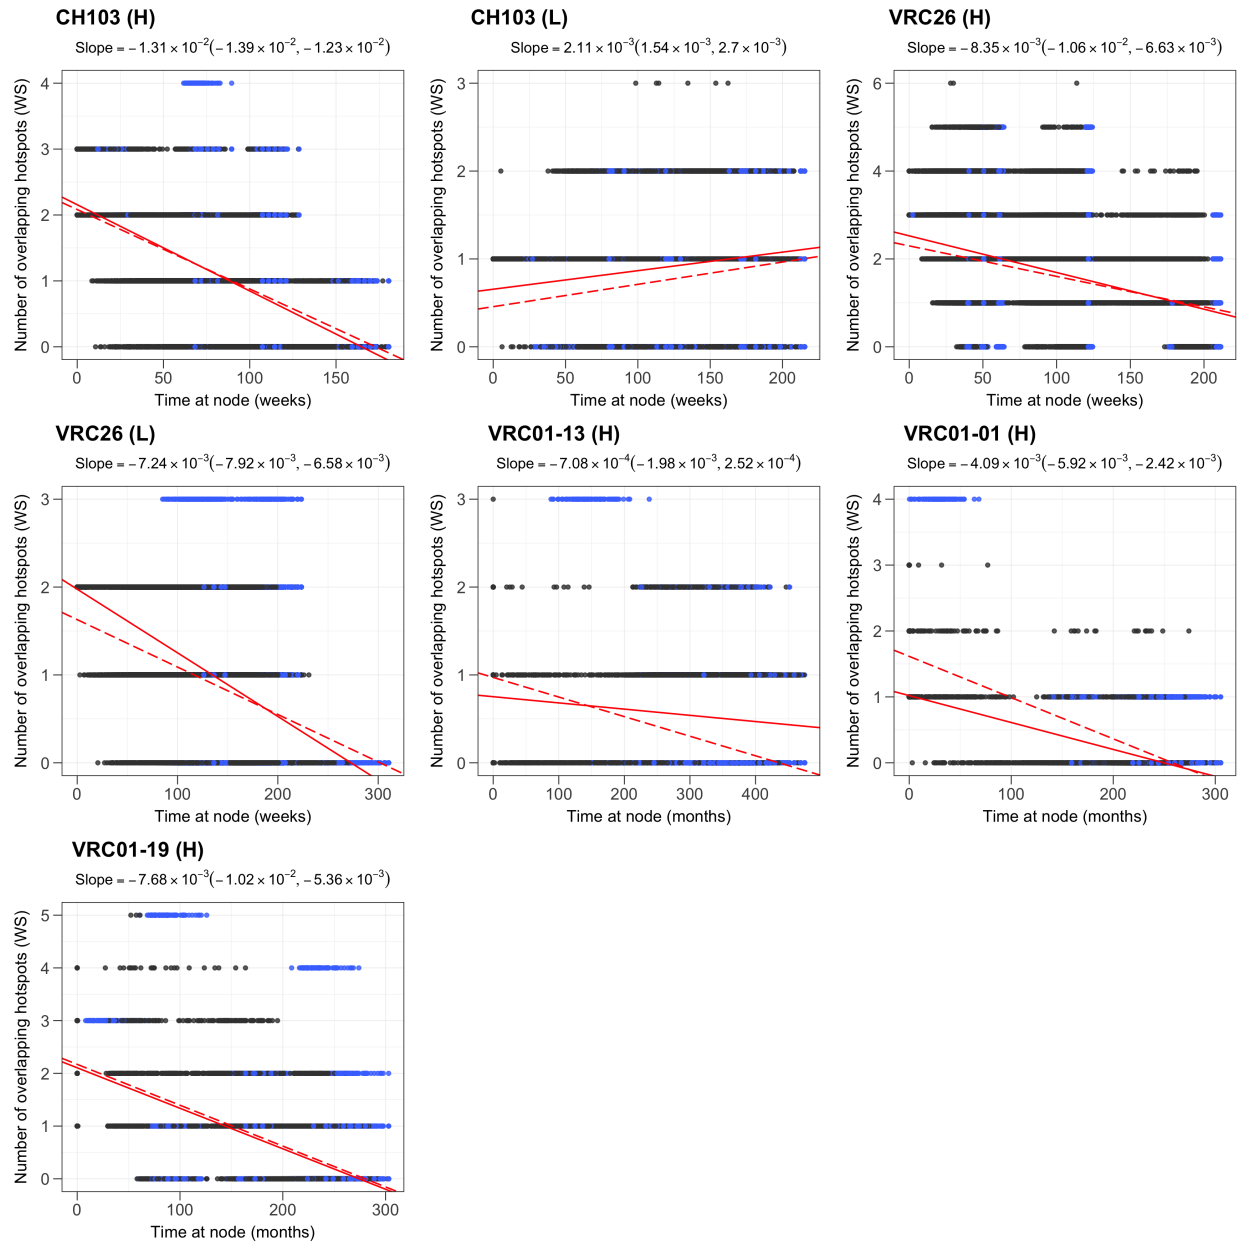 CH103 (H)
Slope = −1.31 × 10⁻²(−1.39 × 10⁻², −1.23 × 10⁻²)
Number of overlapping hotspots (WS)
4
3
2
1
0
0 50 100 150
Time at node (weeks)
CH103 (L)
Slope = 2.11 × 10⁻³(1.54 × 10⁻³, 2.7 × 10⁻³)
Number of overlapping hotspots (WS)
3
2
1
0
0 50 100 150 200
Time at node (weeks)
VRC26 (H)
Slope = −8.35 × 10⁻³(−1.06 × 10⁻², −6.63 × 10⁻³)
Number of overlapping hotspots (WS)
6
4
2
0
0 50 100 150 200
Time at node (weeks)
VRC26 (L)
Slope = −7.24 × 10⁻³(−7.92 × 10⁻³, −6.58 × 10⁻³)
Number of overlapping hotspots (WS)
3
2
1
0
0 100 200 300
Time at node (weeks)
VRC01-13 (H)
Slope = −7.08 × 10⁻⁴(−1.98 × 10⁻³, 2.52 × 10⁻⁴)
Number of overlapping hotspots (WS)
3
2
1
0
0 100 200 300 400
Time at node (months)
VRC01-01 (H)
Slope = −4.09 × 10⁻³(−5.92 × 10⁻³, −2.42 × 10⁻³)
Number of overlapping hotspots (WS)
4
3
2
1
0
0 100 200 300
Time at node (months)
VRC01-19 (H)
Slope = −7.68 × 10⁻³(−1.02 × 10⁻², −5.36 × 10⁻³)
Number of overlapping hotspots (WS)
5
4
3
2
1
0
0 100 200 300
Time at node (months)